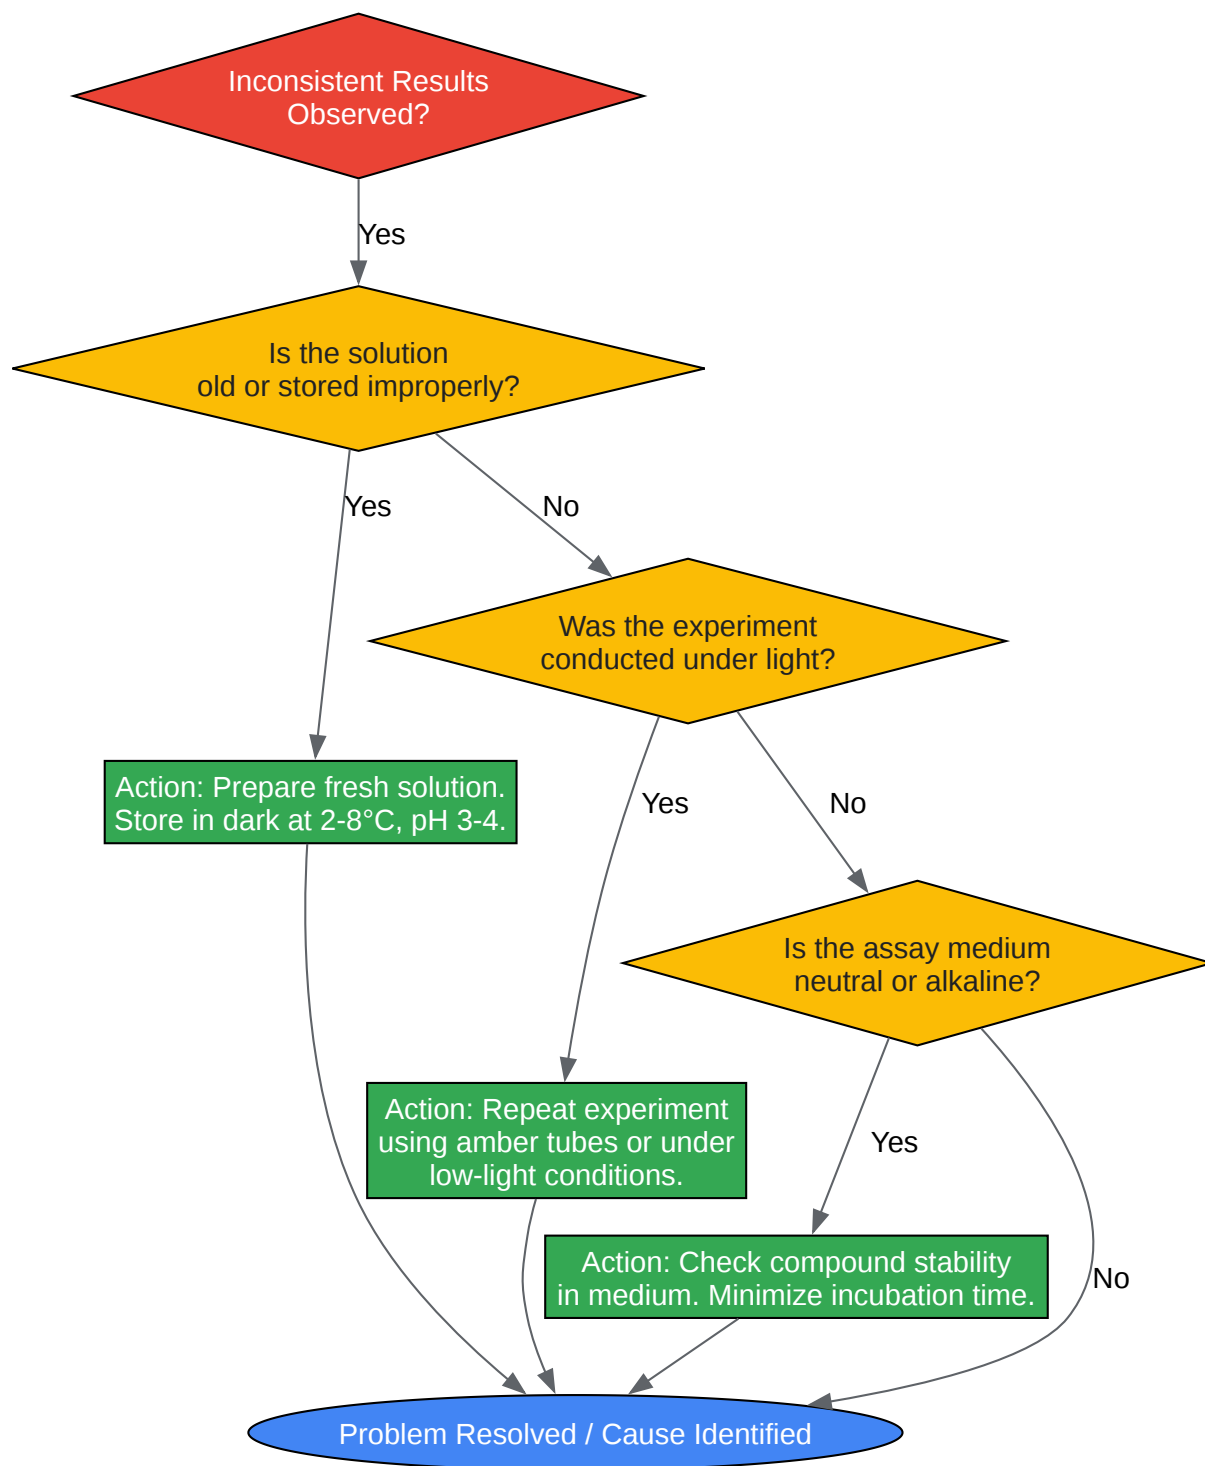 Inconsistent Results
Observed?
Yes
Is the solution
old or stored improperly?
Yes
No
Was the experiment
conducted under light?
Action: Prepare fresh solution.
Store in dark at 2-8°C, pH 3-4.
Yes
No
Is the assay medium
neutral or alkaline?
Action: Repeat experiment
using amber tubes or under
low-light conditions.
Yes
Action: Check compound stability
in medium. Minimize incubation time.
No
Problem Resolved / Cause Identified